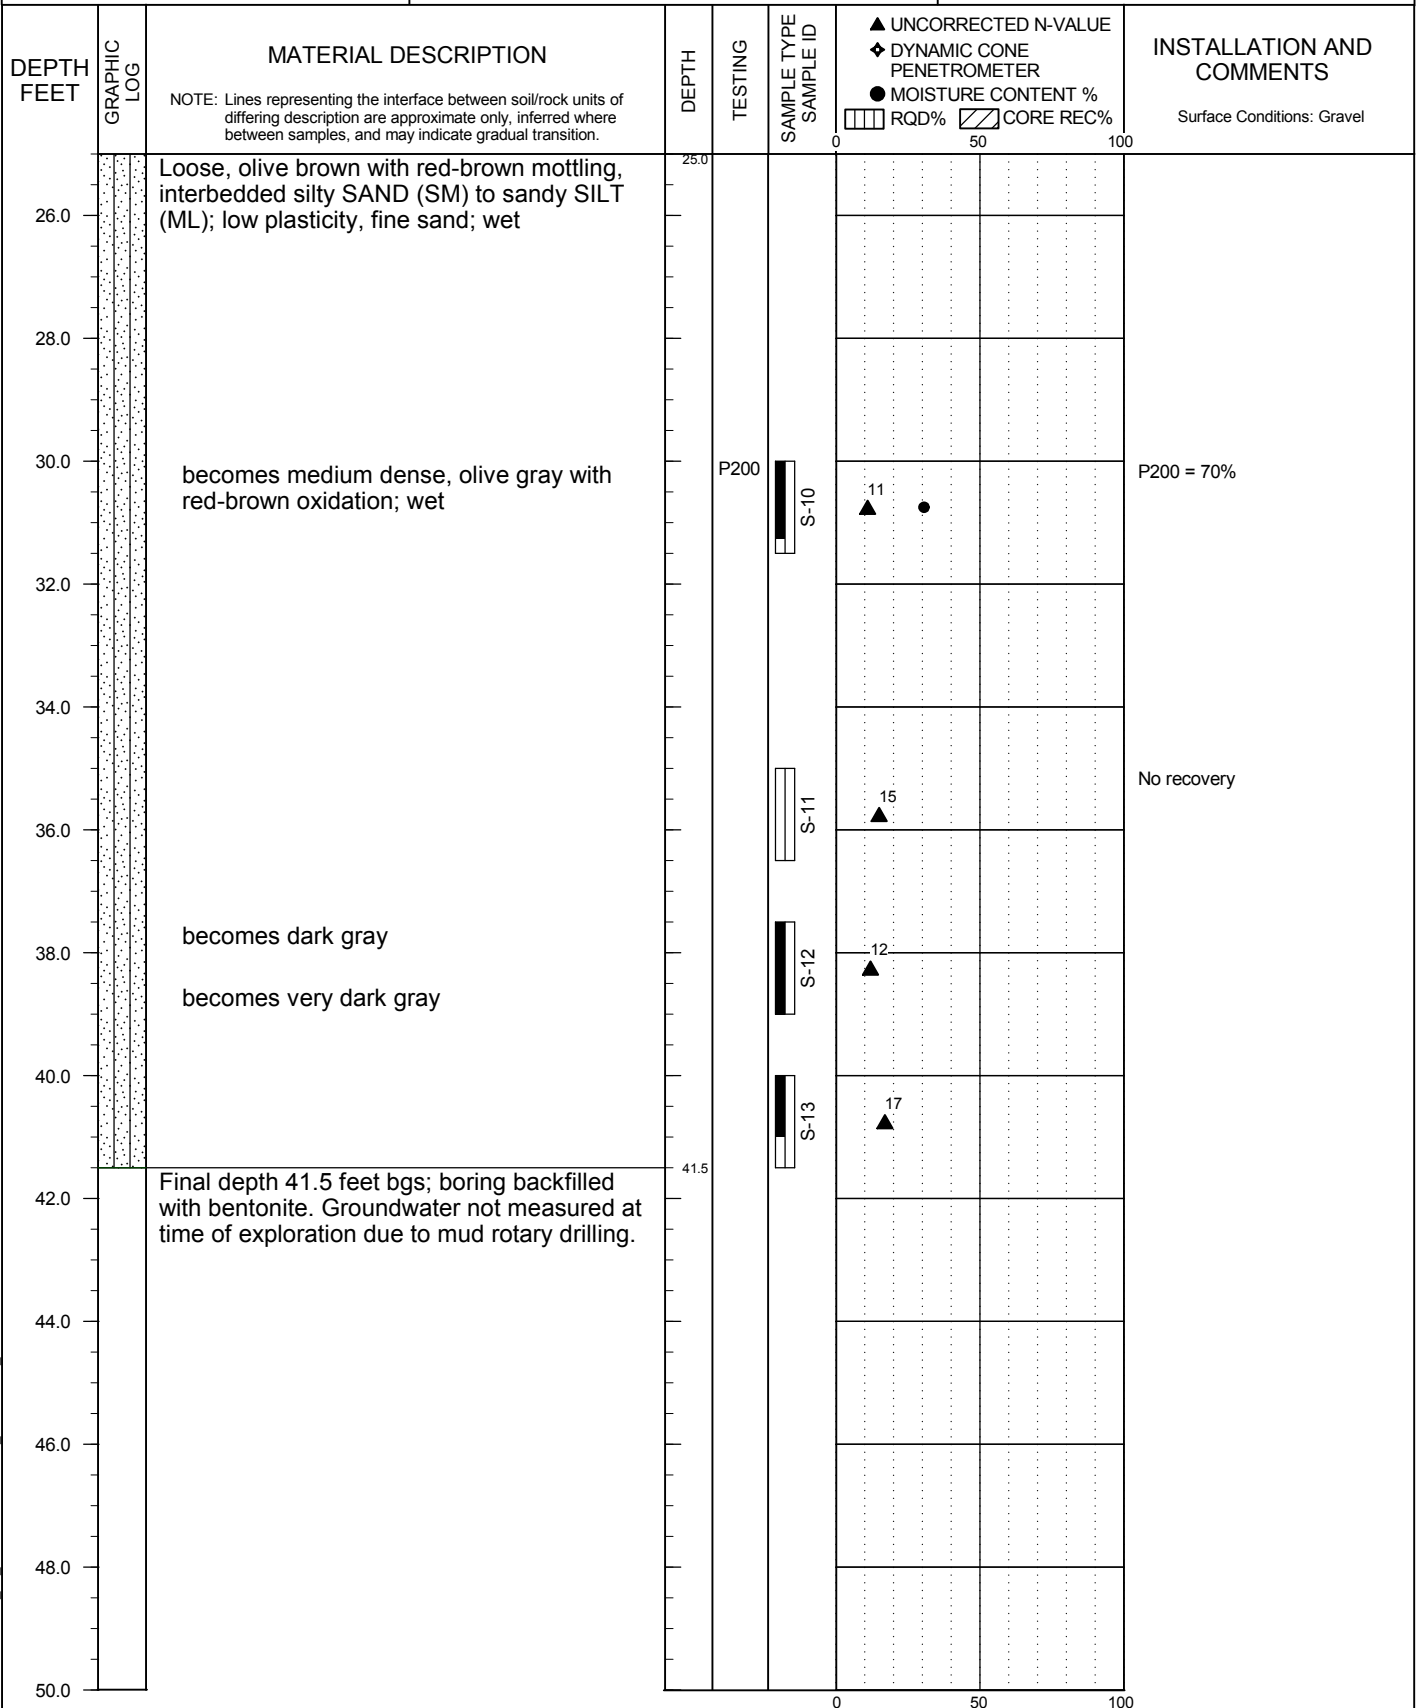 DEPTH
FEET
GRAPHIC
LOG
MATERIAL DESCRIPTION
NOTE: Lines representing the interface between soil/rock units of
differing description are approximate only, inferred where
between samples, and may indicate gradual transition.
DEPTH
TESTING
SAMPLE TYPE
SAMPLE ID
UNCORRECTED N-VALUE
DYNAMIC CONE
PENETROMETER
MOISTURE CONTENT %
RQD% CORE REC%
0 50 100
INSTALLATION AND
COMMENTS
Surface Conditions: Gravel
25.0
Loose, olive brown with red-brown mottling,
interbedded silty SAND (SM) to sandy SILT
(ML); low plasticity, fine sand; wet
26.0
28.0
30.0
becomes medium dense, olive gray with
red-brown oxidation; wet
P200
S-10
11
P200 = 70%
32.0
34.0
S-11
15
No recovery
36.0
becomes dark gray
38.0
S-12
12
becomes very dark gray
40.0
S-13
17
41.5
Final depth 41.5 feet bgs; boring backfilled
with bentonite. Groundwater not measured at
time of exploration due to mud rotary drilling.
42.0
44.0
46.0
48.0
50.0
0 50 100